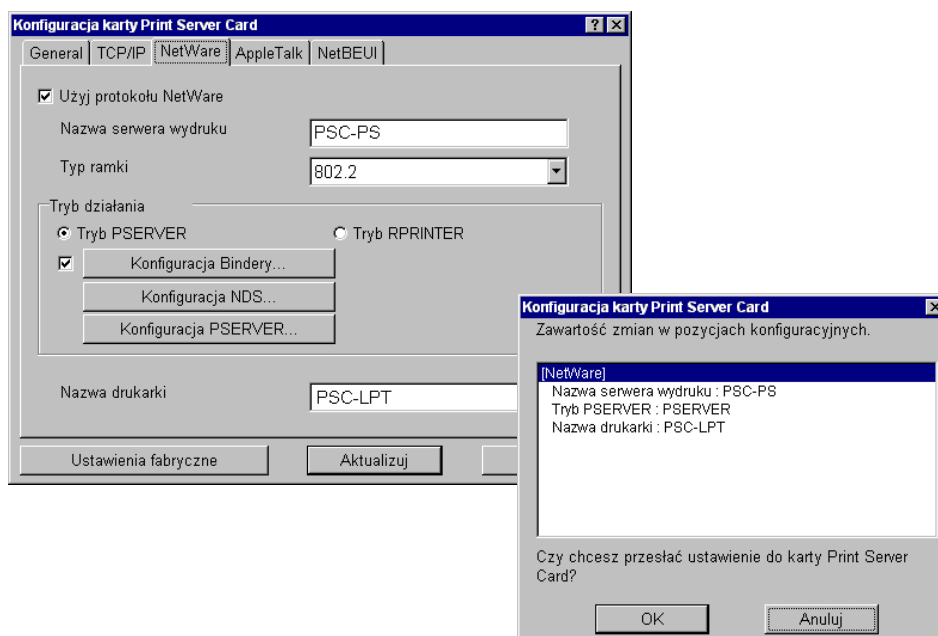 Konfiguracja karty Print Server Card
General TCP/IP NetWare AppleTalk NetBEUI
Użyj protokołu NetWare
Nazwa serwera wydruku PSC-PS
Typ ramki 802.2
Tryb działania
Tryb PSERVER Tryb RPRINTER
Konfiguracja Bindery...
Konfiguracja NDS...
Konfiguracja PSERVER...
Nazwa drukarki PSC-LPT
Ustawienia fabryczne Aktualizuj
Konfiguracja karty Print Server Card
Zawartość zmian w pozycjach konfiguracyjnych.
[NetWare]
Nazwa serwera wydruku : PSC-PS
Tryb PSERVER : PSERVER
Nazwa drukarki : PSC-LPT
Czy chcesz przesłać ustawienie do karty Print Server
Card?
OK Anuluj